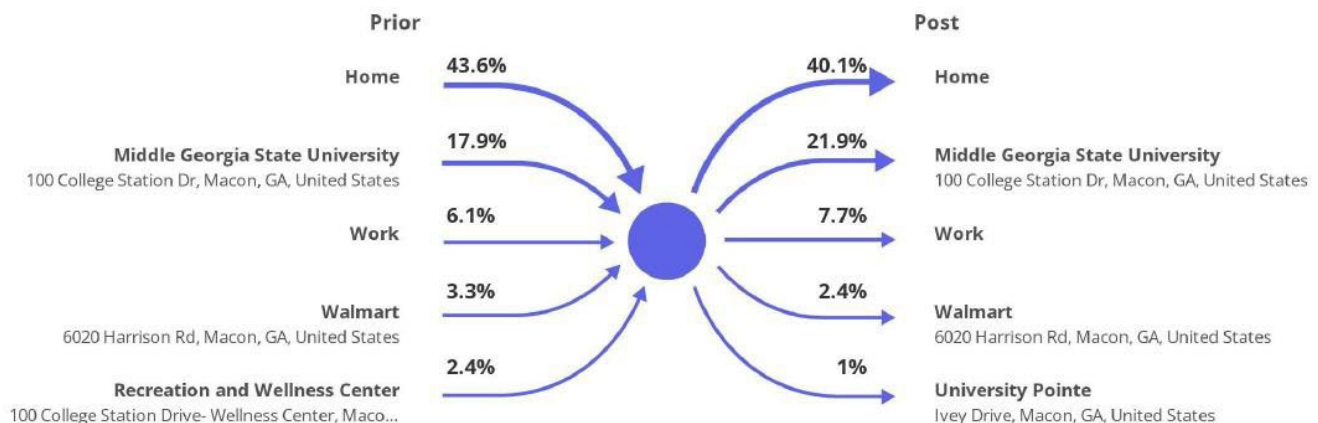 Prior
Post
43.6%
Home
40.1%
Home
17.9%
Middle Georgia State University
100 College Station Dr, Macon, GA, United States
21.9%
Middle Georgia State University
100 College Station Dr, Macon, GA, United States
6.1%
Work
7.7%
Work
3.3%
Walmart
6020 Harrison Rd, Macon, GA, United States
2.4%
Walmart
6020 Harrison Rd, Macon, GA, United States
2.4%
Recreation and Wellness Center
100 College Station Drive- Wellness Center, Maco...
1%
University Pointe
Ivey Drive, Macon, GA, United States